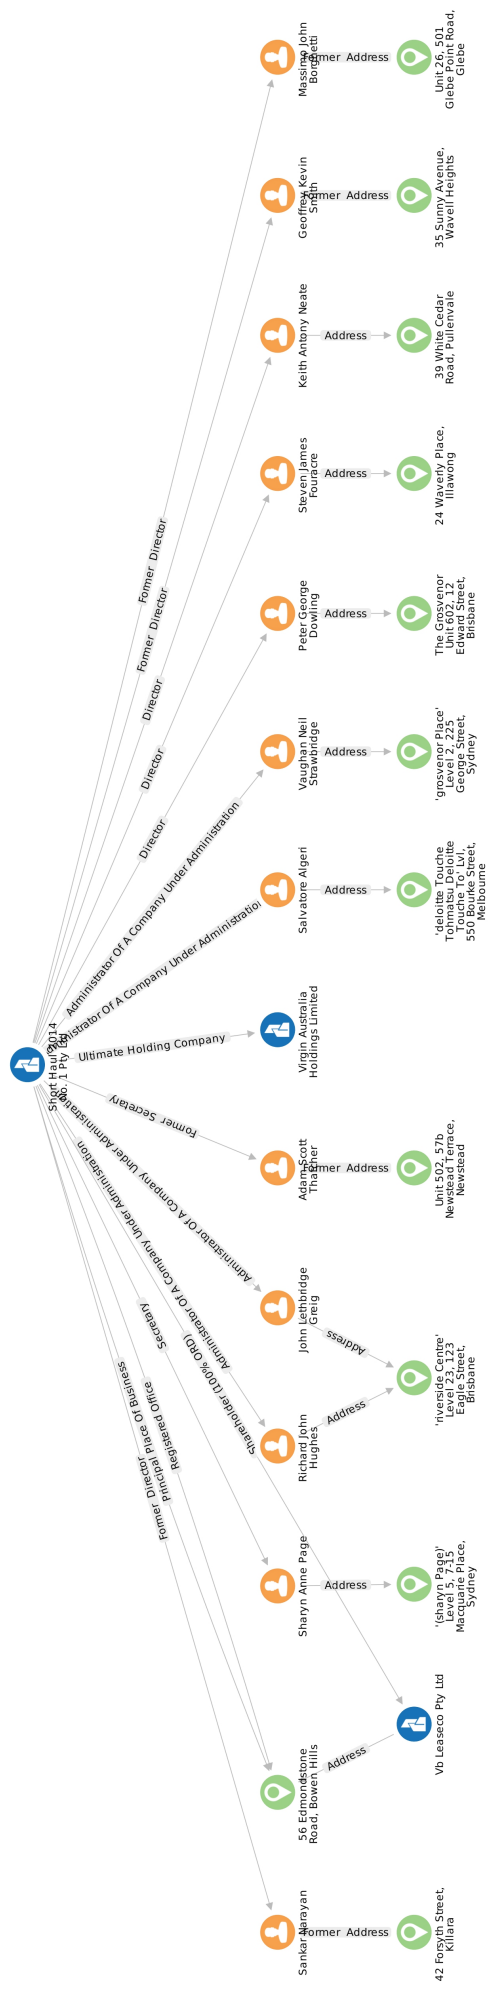 Massimo John
Borghetti
Former Address
Unit 26, 501
Glebe Point Road,
Glebe
Geoffrey Kevin
Smith
Former Address
35 Sunny Avenue,
Wavell Heights
Keith Antony Neate
Address
39 White Cedar
Road, Pullenvale
Steven James
Fouracre
Address
24 Waverly Place,
Illawong
Former Director
Former Director
Director
Director
Director
Peter George
Dowling
Address
The Grosvenor
Unit 602, 12
Edward Street,
Brisbane
Vaughan Neil
Strawbridge
Address
'grosvenor Place'
Level 2, 225
George Street,
Sydney
Administrator Of A Company Under Administration
Salvatore Algeri
Address
'deloitte Touche
Tohmatsu Deloitte
Touche To' Lvl,
550 Bourke Street,
Melbourne
Administrator Of A Company Under Administration
Short Haul 2014
No. 1 Pty Ltd
Ultimate Holding Company
Virgin Australia
Holdings Limited
Former Secretary
Adam Scott
Thatcher
Former Address
Unit 502, 57b
Newstead Terrace,
Newstead
Administrator Of A Company Under Administration
John Lethbridge
Greig
Address
'riverside Centre'
Level 23, 123
Eagle Street,
Brisbane
Administrator Of A Company Under Administration
Richard John
Hughes
Address
Shareholder (100% ORD)
Secretary
Sharyn Anne Page
Address
'(sharyn Page)'
Level 5, 7-15
Macquarie Place,
Sydney
Registered Office
Principal Place Of Business
Former Director
Vb Leaseco Pty Ltd
Address
56 Edmondstone
Road, Bowen Hills
Sankar Narayan
Former Address
42 Forsyth Street,
Killara